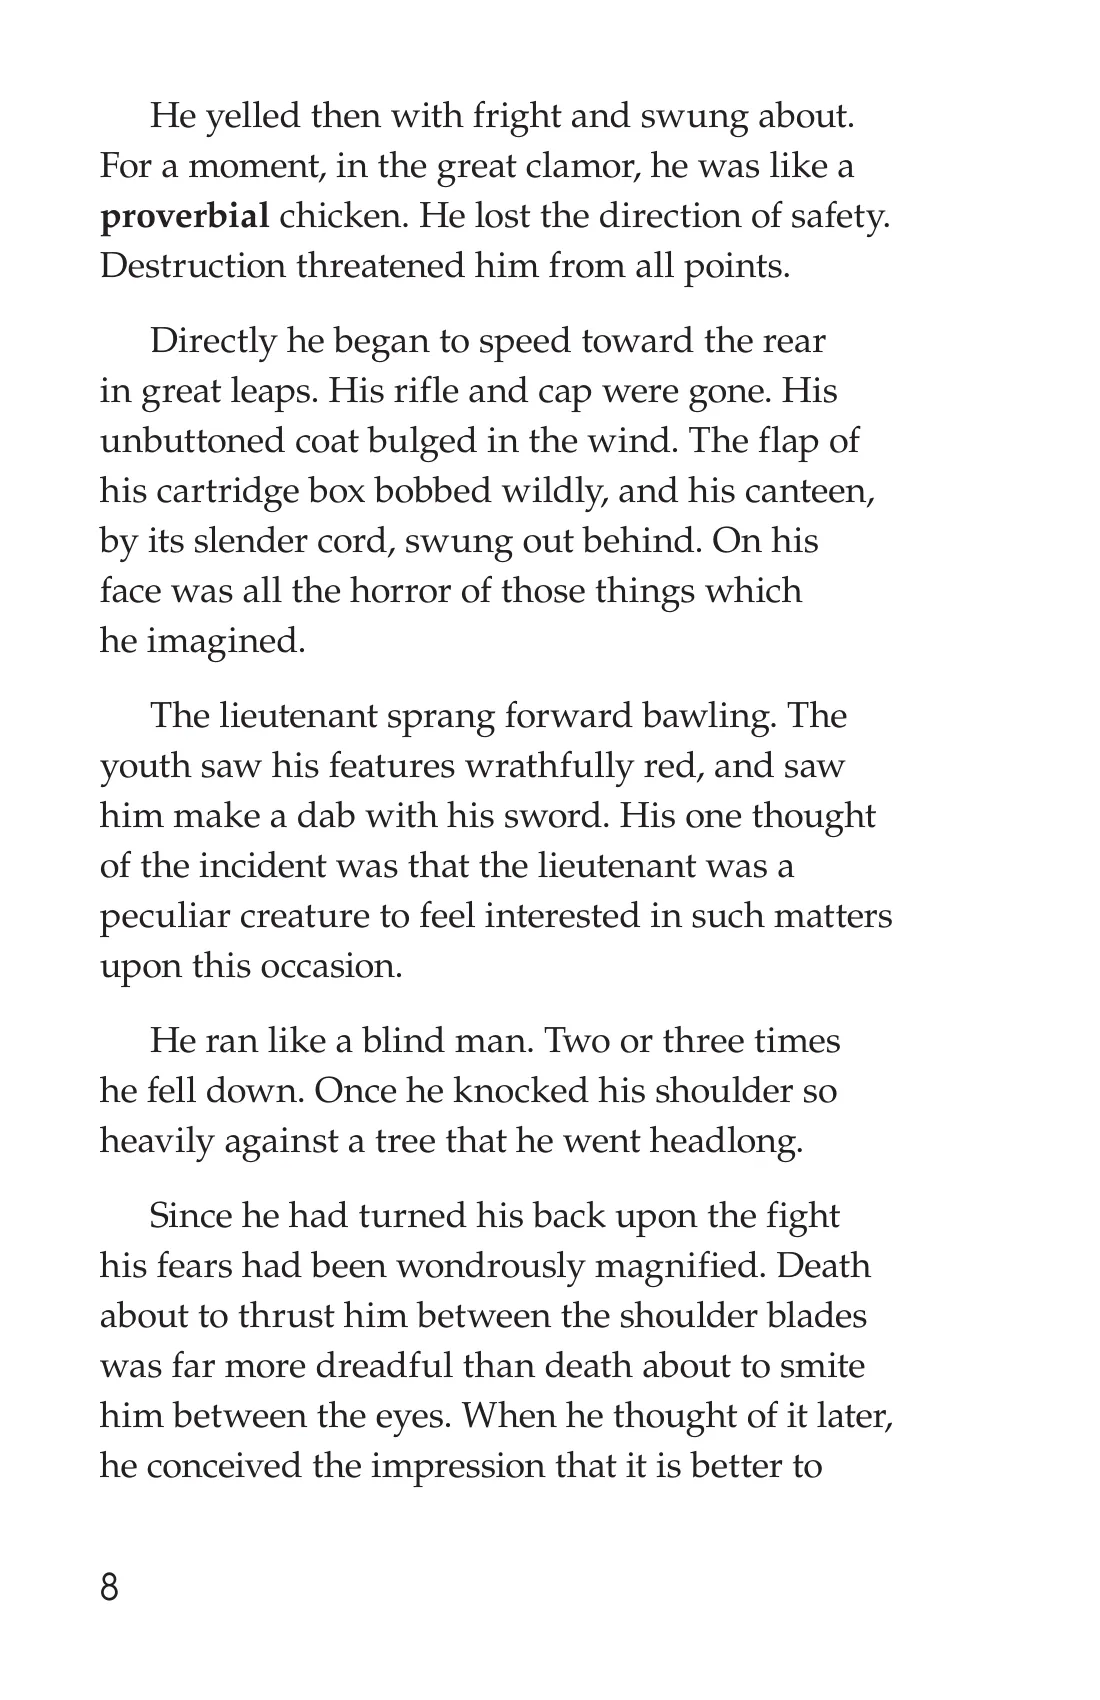 He yelled then with fright and swung about.
For a moment, in the great clamor, he was like a
proverbial chicken. He lost the direction of safety.
Destruction threatened him from all points.
Directly he began to speed toward the rear
in great leaps. His rifle and cap were gone. His
unbuttoned coat bulged in the wind. The flap of
his cartridge box bobbed wildly, and his canteen,
by its slender cord, swung out behind. On his
face was all the horror of those things which
he imagined.
The lieutenant sprang forward bawling. The
youth saw his features wrathfully red, and saw
him make a dab with his sword. His one thought
of the incident was that the lieutenant was a
peculiar creature to feel interested in such matters
upon this occasion.
He ran like a blind man. Two or three times
he fell down. Once he knocked his shoulder so
heavily against a tree that he went headlong.
Since he had turned his back upon the fight
his fears had been wondrously magnified. Death
about to thrust him between the shoulder blades
was far more dreadful than death about to smite
him between the eyes. When he thought of it later,
he conceived the impression that it is better to
8